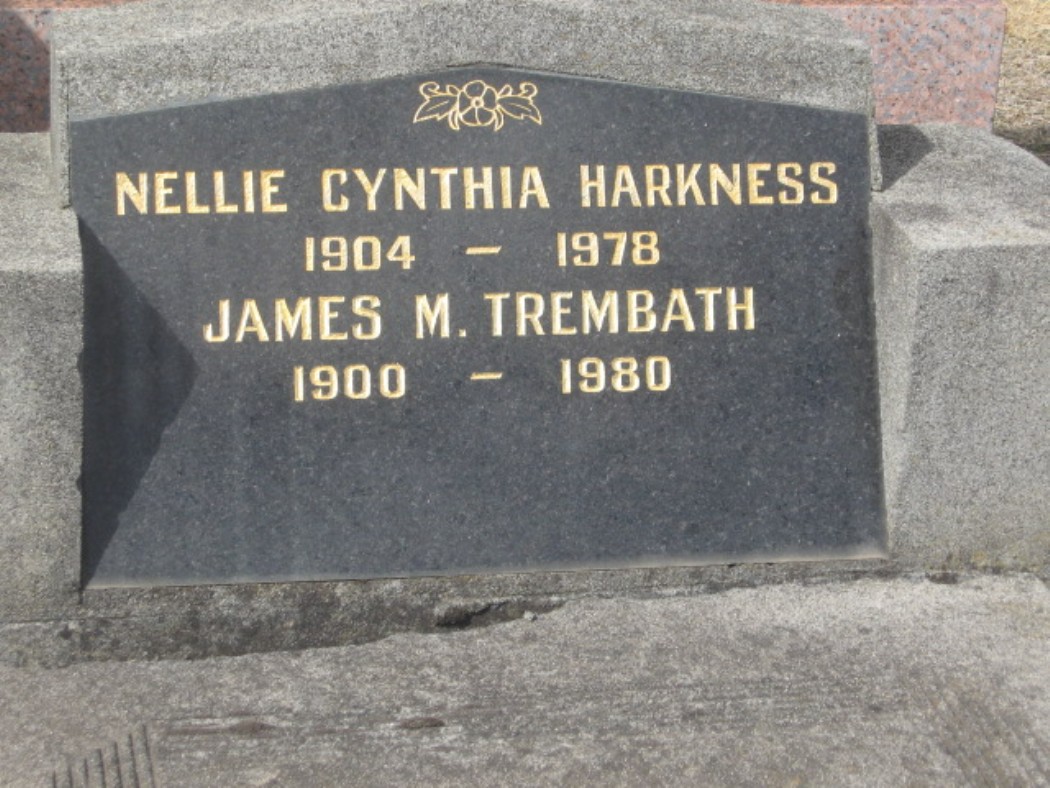 NELLIE CYNTHIA HARKNESS
1904 – 1978
JAMES M. TREMBATH
1900 – 1980